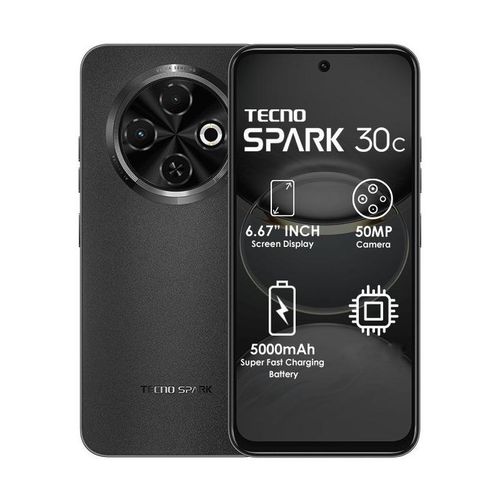 TECNO
SPARK 30C
6.67” INCH
Screen Display
50MP
Camera
5000mAh
Super Fast Charging
Battery
TECNO SPARK